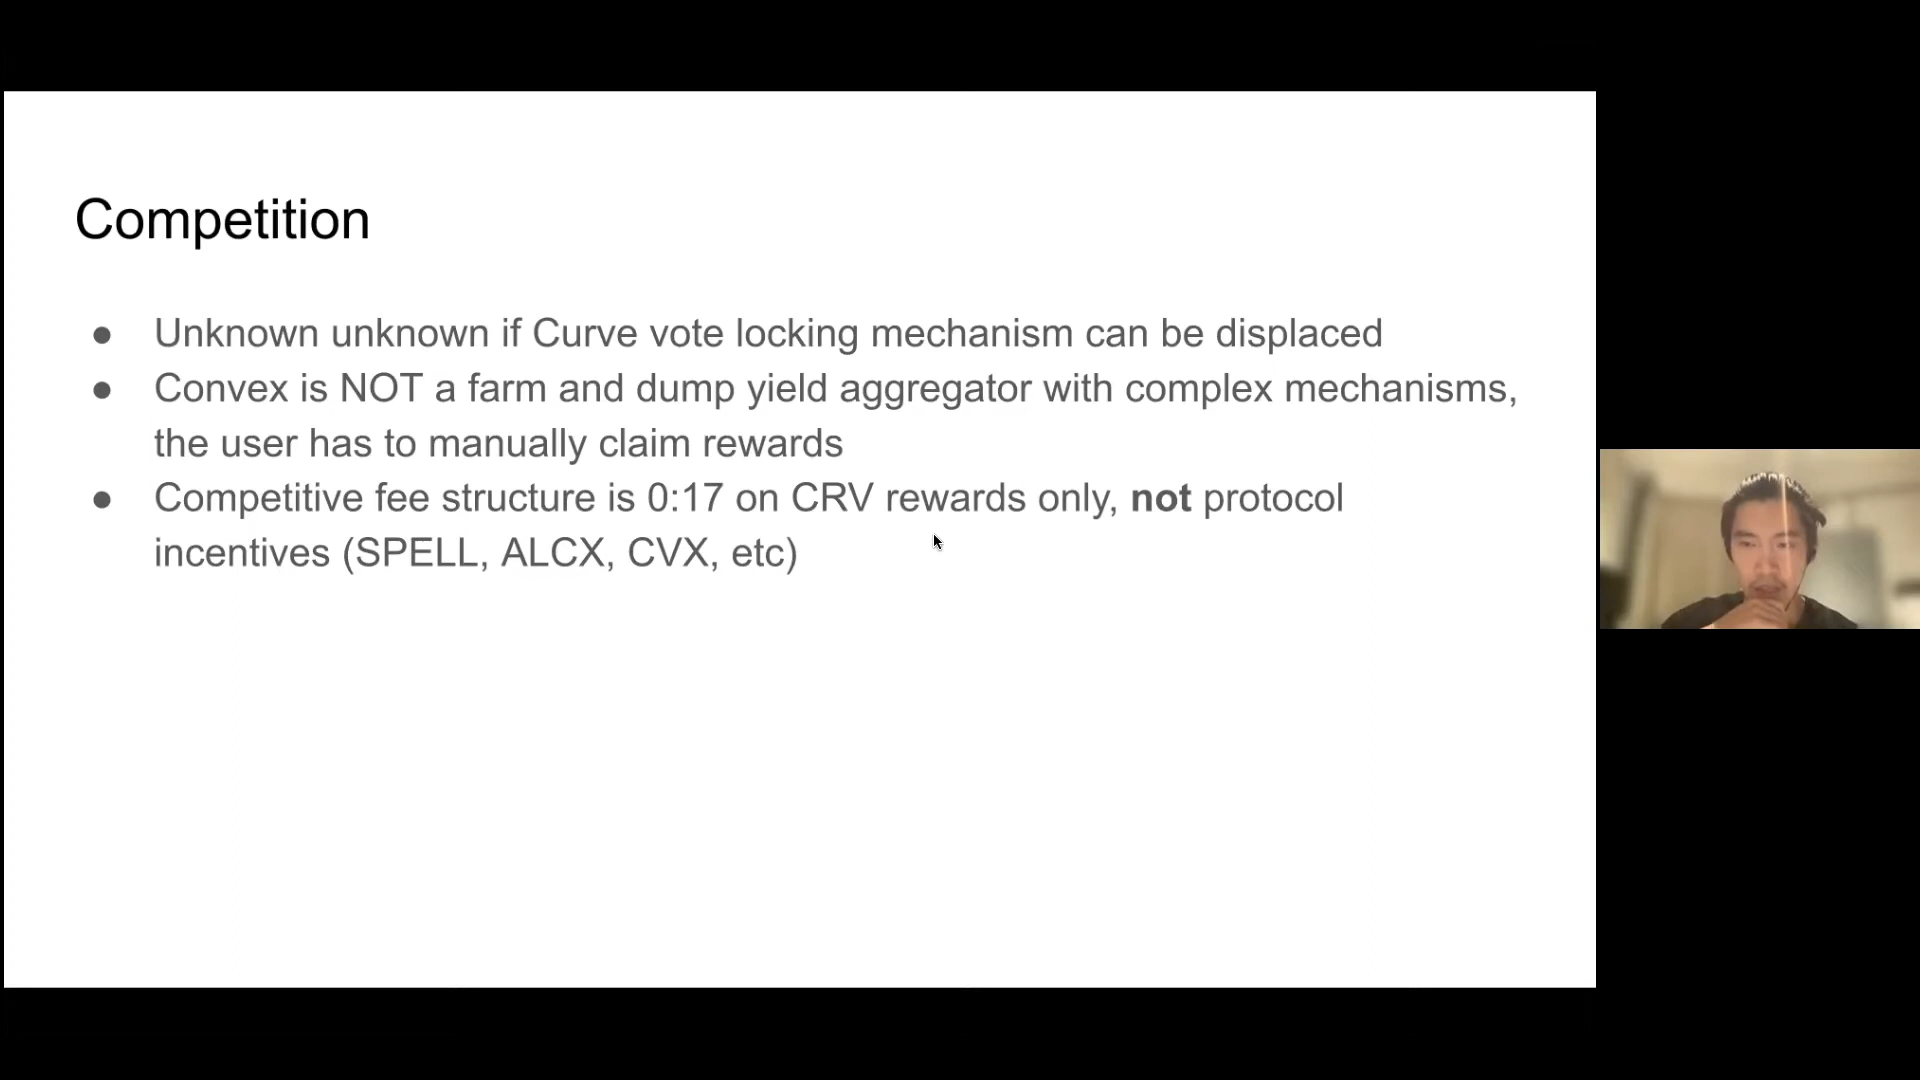 Competition
● Unknown unknown if Curve vote locking mechanism can be displaced
● Convex is NOT a farm and dump yield aggregator with complex mechanisms,
the user has to manually claim rewards
● Competitive fee structure is 0:17 on CRV rewards only, not protocol
incentives (SPELL, ALCX, CVX, etc)